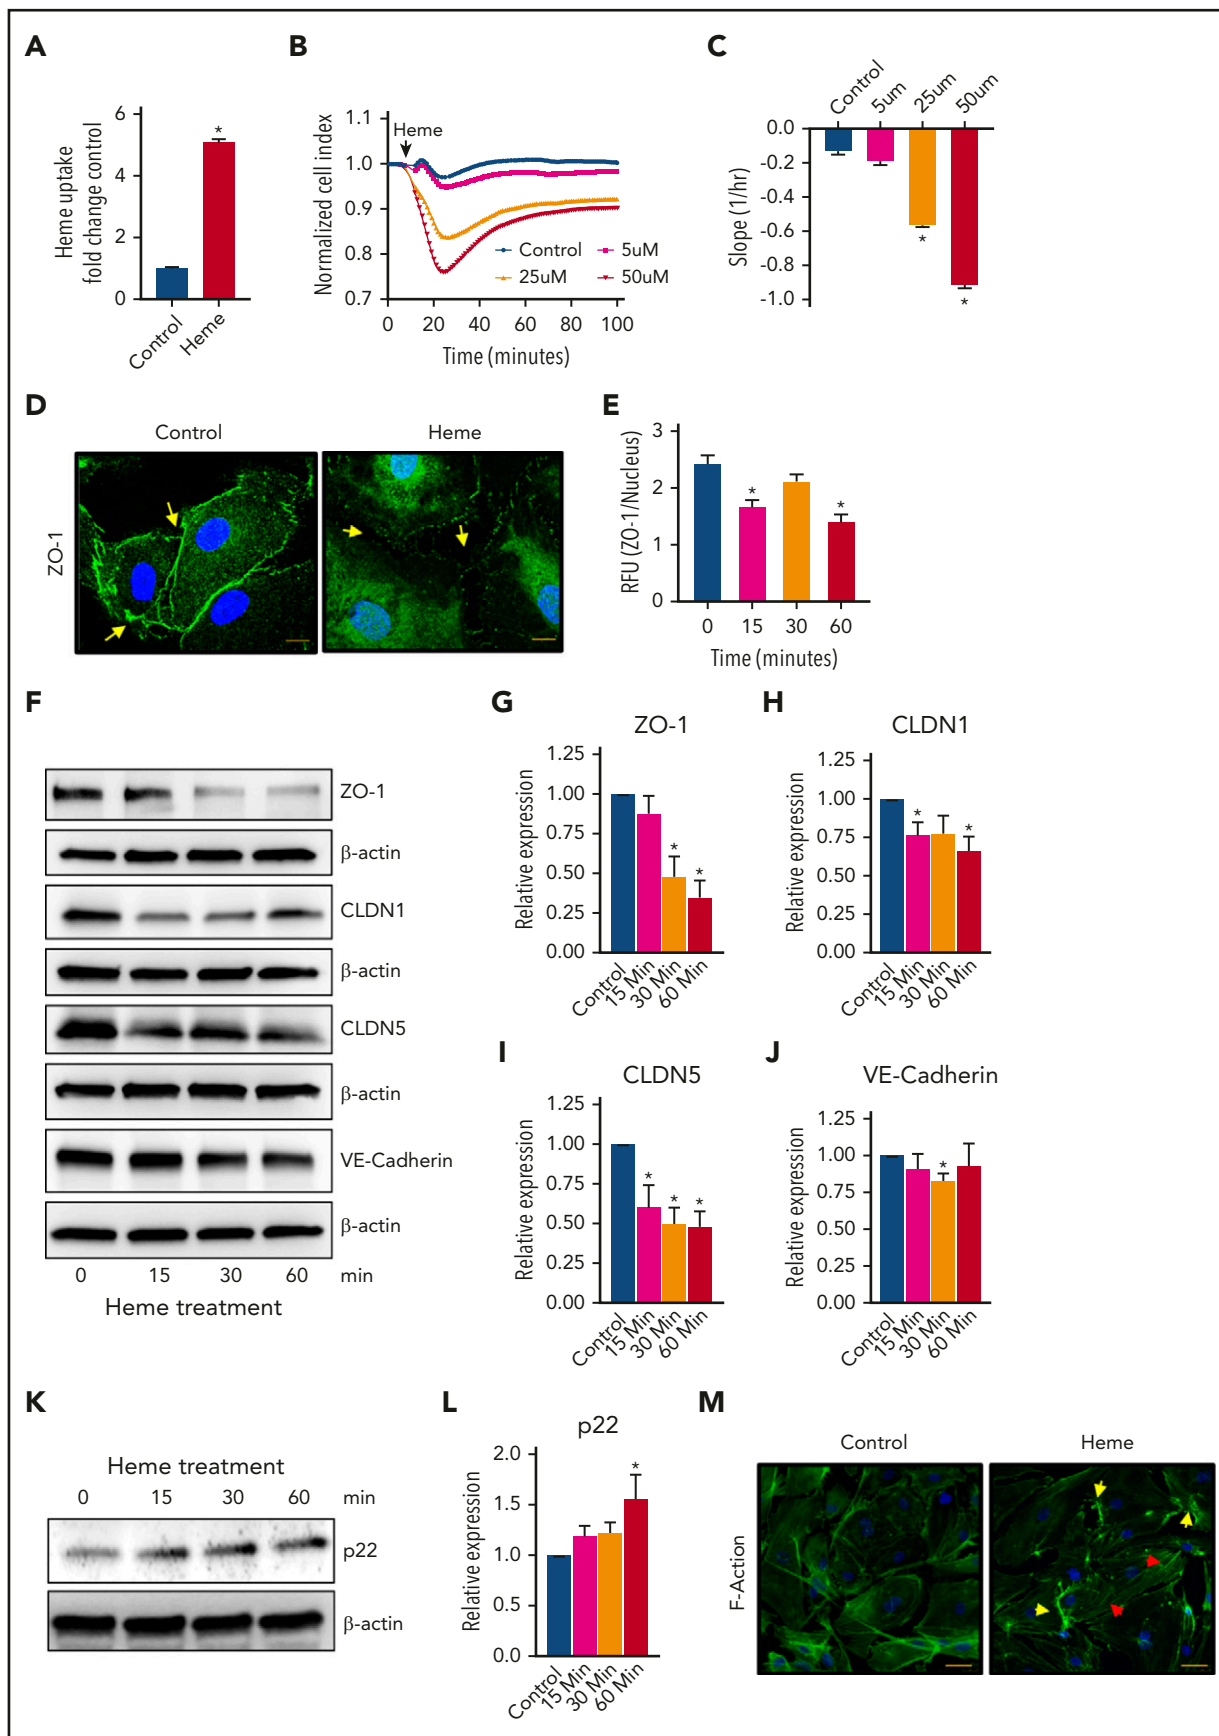 A
Heme uptake
fold change control
6
4
2
0
*
Control
Heme
B
Normalized cell index
1.1
1.0
0.9
0.8
0.7
Heme
Control
5uM
25uM
50uM
0
20
40
60
80
100
Time (minutes)
C
Control
5um
25um
50um
Slope (1/hr)
0.0
-0.2
-0.4
-0.6
-0.8
-1.0
*
*
D
Control
Heme
ZO-1
E
RFU (ZO-1/Nucleus)
3
2
1
0
*
*
0
15
30
60
Time (minutes)
F
ZO-1
β-actin
CLDN1
β-actin
CLDN5
β-actin
VE-Cadherin
β-actin
0
15
30
60
min
Heme treatment
G
ZO-1
Relative expression
1.25
1.00
0.75
0.50
0.25
0.00
*
*
Control
15 Min
30 Min
60 Min
H
CLDN1
Relative expression
1.25
1.00
0.75
0.50
0.25
0.00
*
*
Control
15 Min
30 Min
60 Min
I
CLDN5
Relative expression
1.25
1.00
0.75
0.50
0.25
0.00
*
*
*
Control
15 Min
30 Min
60 Min
J
VE-Cadherin
Relative expression
1.25
1.00
0.75
0.50
0.25
0.00
*
Control
15 Min
30 Min
60 Min
K
Heme treatment
0
15
30
60
min
p22
β-actin
L
p22
Relative expression
2.0
1.5
1.0
0.5
0.0
*
Control
15 Min
30 Min
60 Min
M
Control
Heme
F-Action